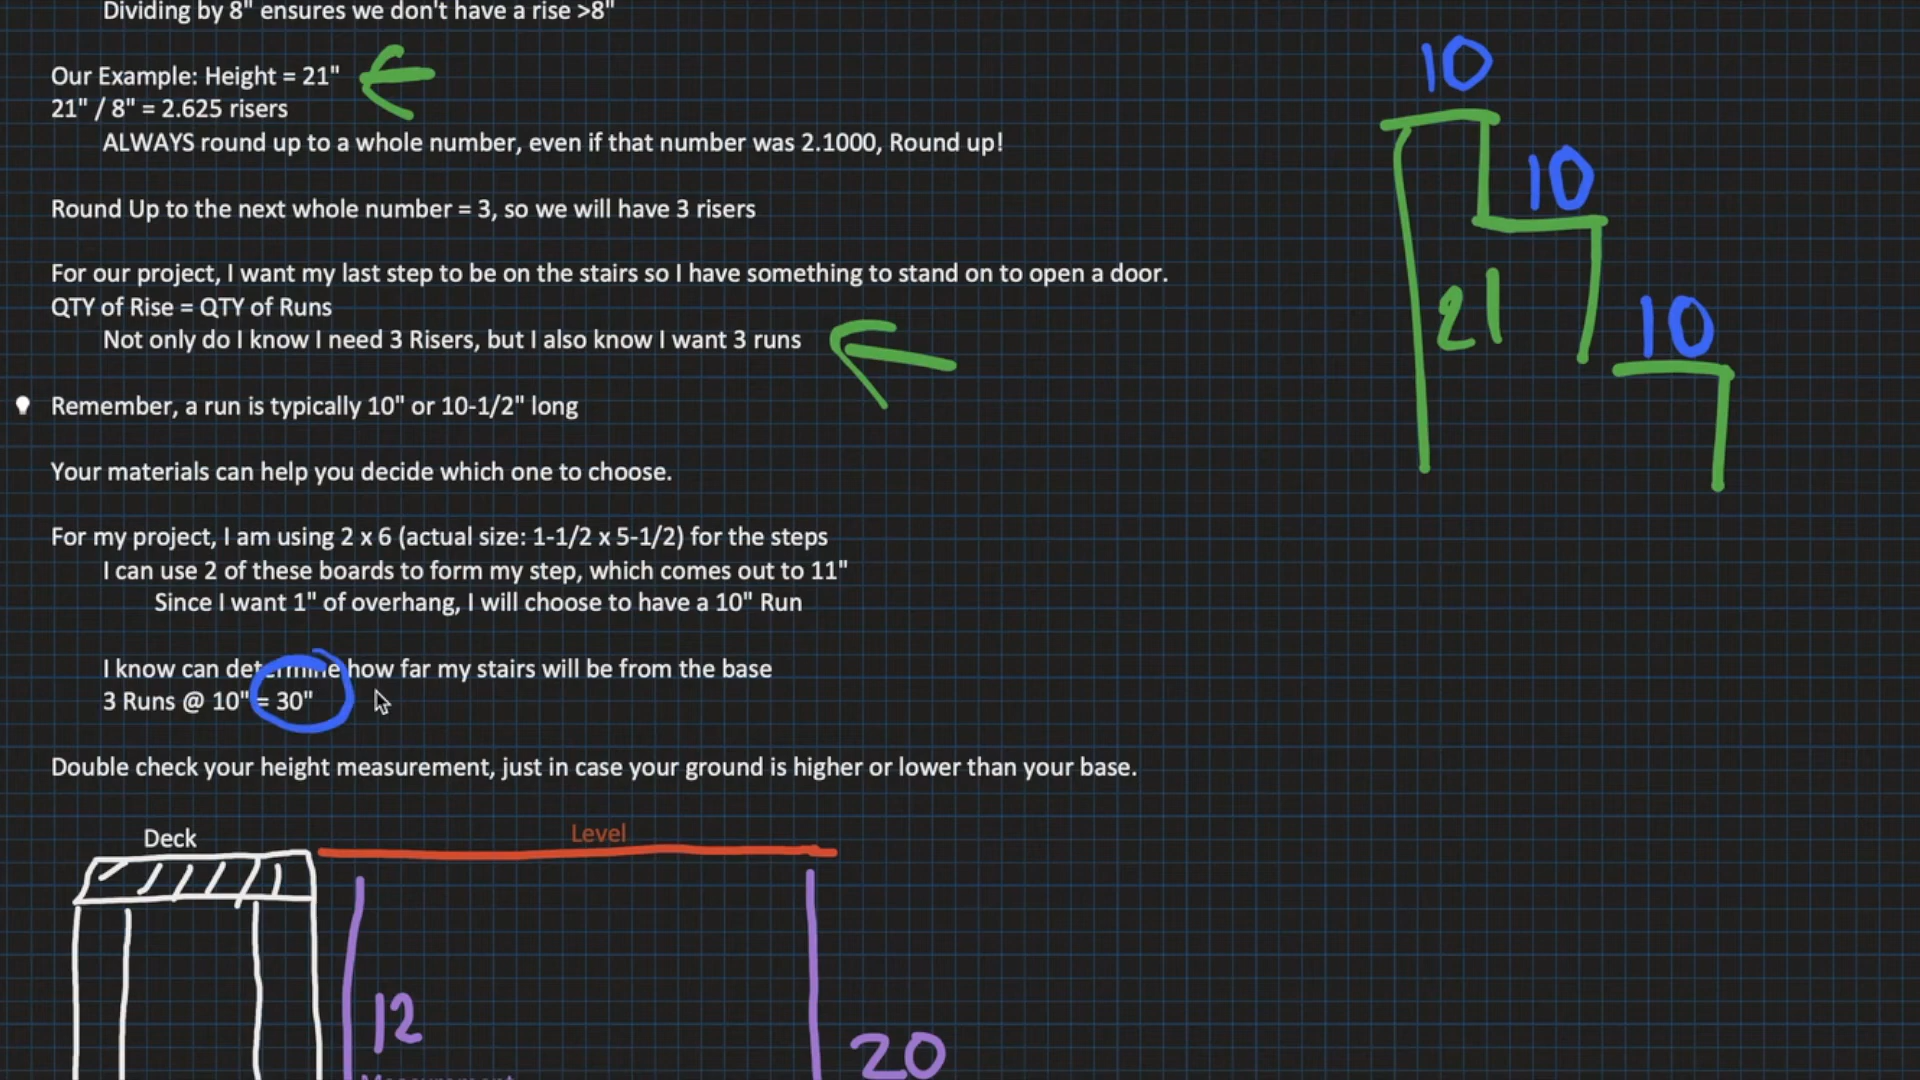 Dividing by 8" ensures we don't have a rise >8"
Our Example: Height = 21"
21" / 8" = 2.625 risers
ALWAYS round up to a whole number, even if that number was 2.1000, Round up!
Round Up to the next whole number = 3, so we will have 3 risers
For our project, I want my last step to be on the stairs so I have something to stand on to open a door.
QTY of Rise = QTY of Runs
Not only do I know I need 3 Risers, but I also know I want 3 runs
Remember, a run is typically 10" or 10-1/2" long
Your materials can help you decide which one to choose.
For my project, I am using 2 x 6 (actual size: 1-1/2 x 5-1/2) for the steps
I can use 2 of these boards to form my step, which comes out to 11"
Since I want 1" of overhang, I will choose to have a 10" Run
I know can determine how far my stairs will be from the base
3 Runs @ 10" = 30"
Double check your height measurement, just in case your ground is higher or lower than your base.
10
10
21
10
Deck
Level
12
20
Measurement